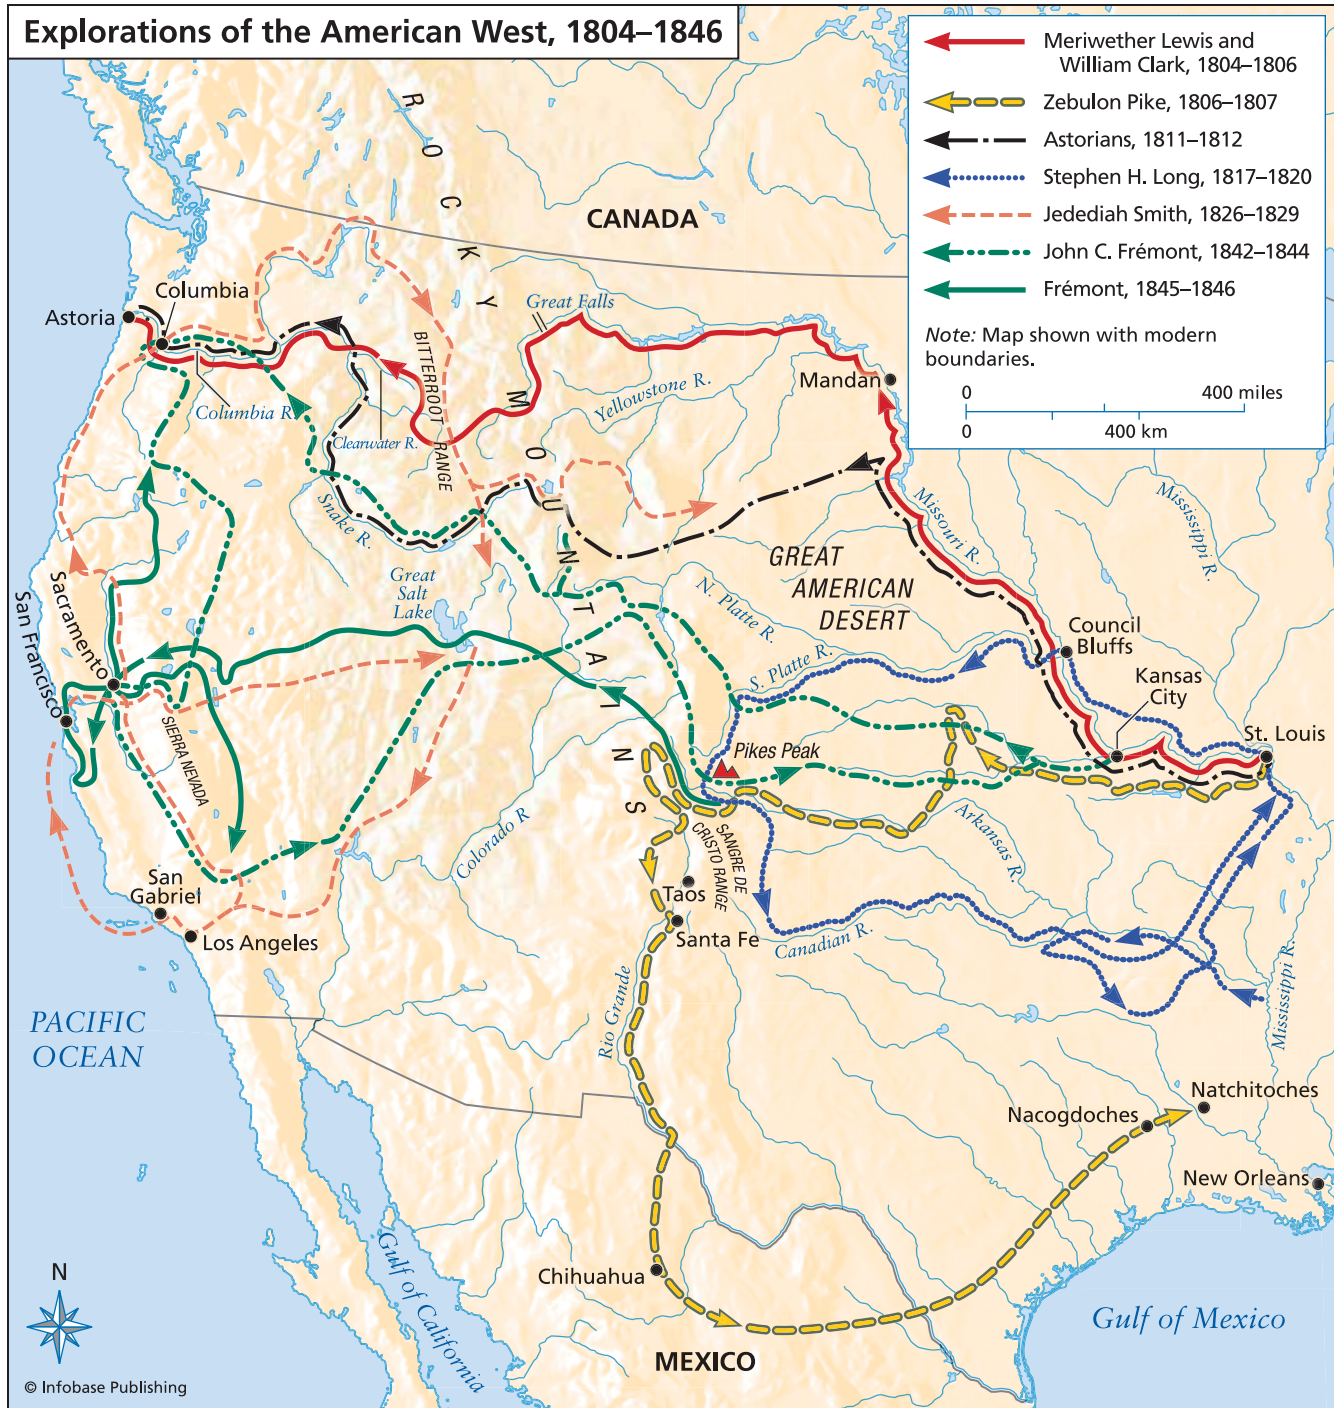 Explorations of the American West, 1804–1846
Meriwether Lewis and
William Clark, 1804–1806
Zebulon Pike, 1806–1807
Astorians, 1811–1812
Stephen H. Long, 1817–1820
Jedediah Smith, 1826–1829
John C. Frémont, 1842–1844
Frémont, 1845–1846
Note: Map shown with modern
boundaries.
0 400 miles
0 400 km
ROCKY MOUNTAINS
CANADA
Columbia
Astoria
Great Falls
BITTERROOT RANGE
Mandan
Yellowstone R.
Columbia R.
Clearwater R.
Snake R.
Missouri R.
Mississippi R.
GREAT
AMERICAN
DESERT
Great
Salt
Lake
N. Platte R.
S. Platte R.
Council
Bluffs
Kansas
City
St. Louis
Sacramento
San Francisco
SIERRA NEVADA
Pikes Peak
Colorado R
Arkansas R.
SANGRE DE
CRISTO RANGE
San
Gabriel
Los Angeles
Taos
Santa Fe
Canadian R.
Rio Grande
Mississippi R.
PACIFIC
OCEAN
Natchitoches
Nacogdoches
New Orleans
Chihuahua
Gulf of California
Gulf of Mexico
MEXICO
N
© Infobase Publishing